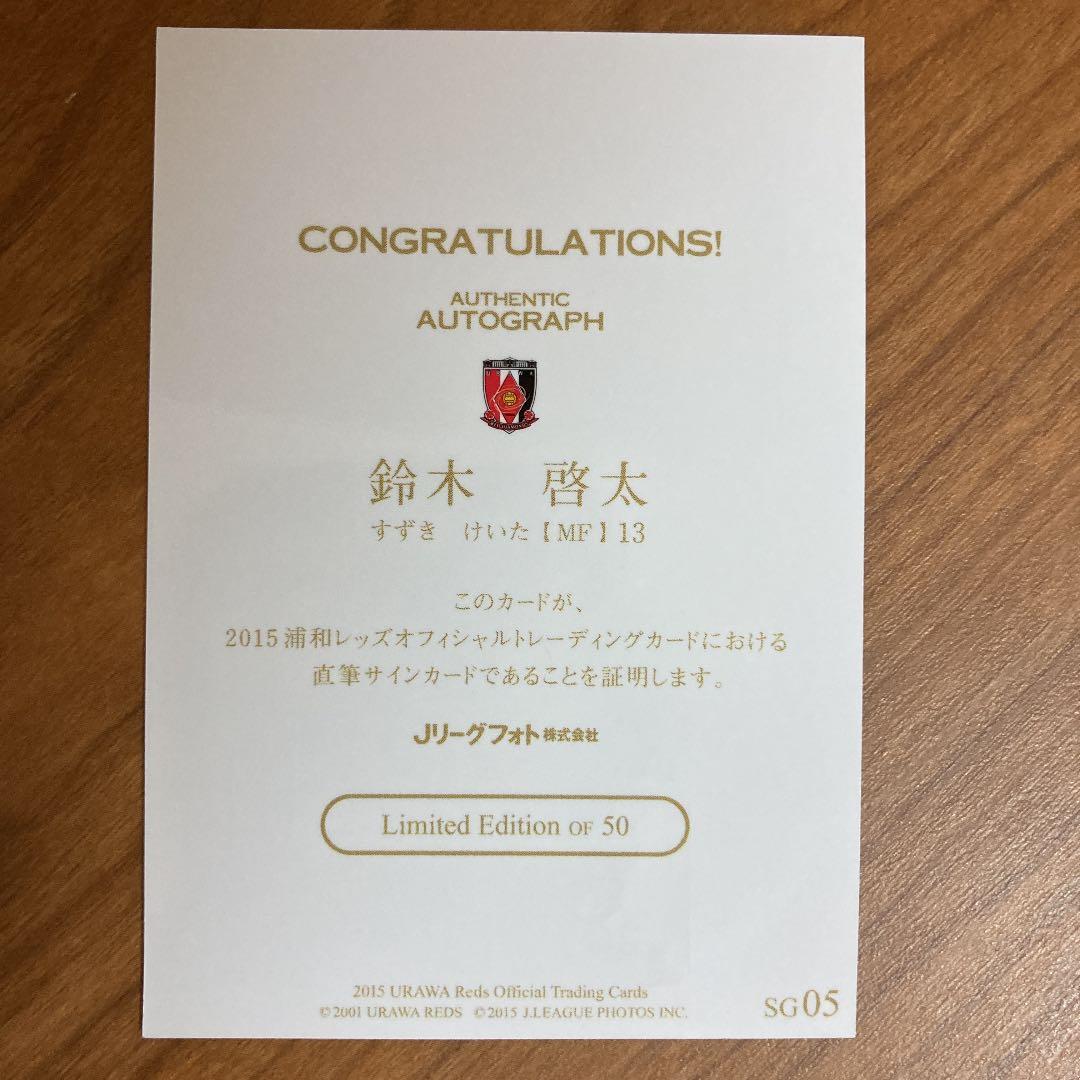 CONGRATULATIONS!
AUTHENTIC
AUTOGRAPH
鈴木 啓太
すずき けいた【MF】13
このカードが、
2015 浦和レッズオフィシャルトレーディングカードにおける
直筆サインカードであることを証明します。
Jリーグフォト株式会社
Limited Edition OF 50
2015 URAWA Reds Official Trading Cards
©2001 URAWA REDS ©2015 J.LEAGUE PHOTOS INC.
SG05